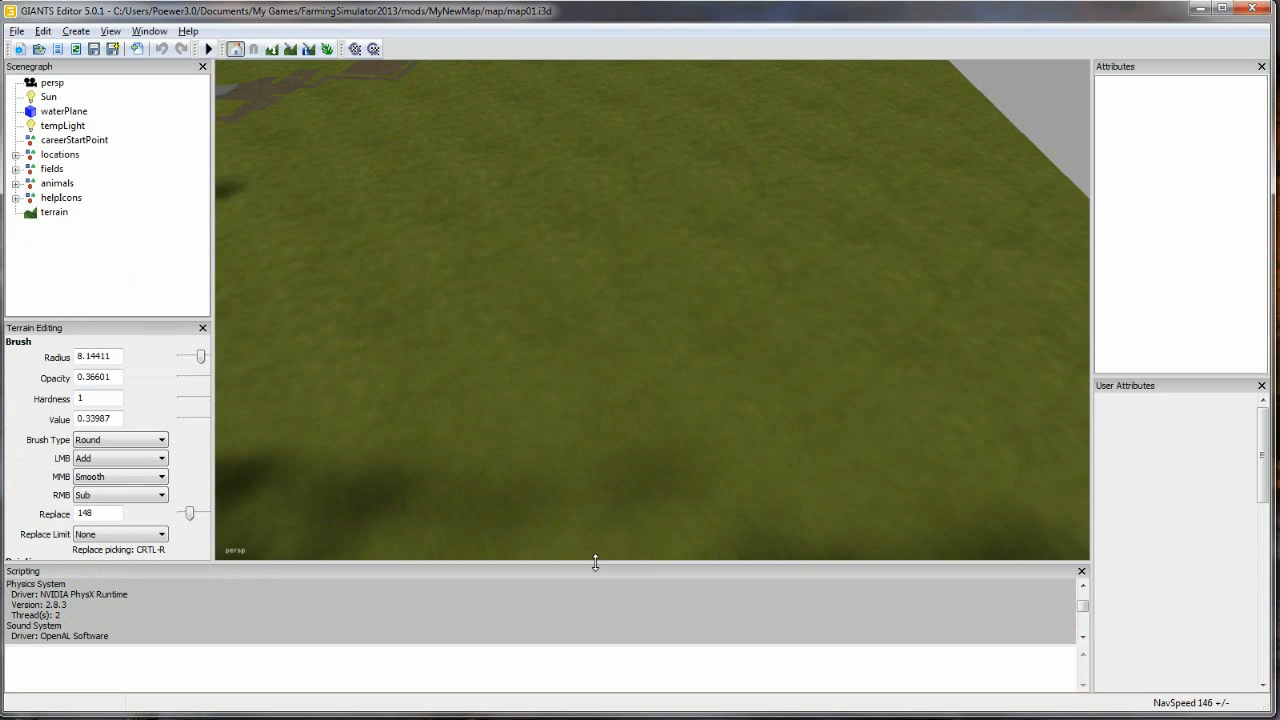 GIANTS Editor 5.0.1 - C:/Users/Poewer3.0/Documents/My Games/FarmingSimulator2013/mods/MyNewMap/map/map01.i3d
File Edit Create View Window Help
Scenegraph
persp
Sun
waterPlane
tempLight
careerStartPoint
locations
fields
animals
helpIcons
terrain
Terrain Editing
Brush
Radius 8.14411
Opacity 0.36601
Hardness 1
Value 0.33987
Brush Type Round
LMB Add
MMB Smooth
RMB Sub
Replace 148
Replace Limit None
Replace picking: CRTL-R
persp
Attributes
User Attributes
Scripting
Physics System
Driver: NVIDIA PhysX Runtime
Version: 2.8.3
Thread(s): 2
Sound System
Driver: OpenAL Software
NavSpeed 146 +/-